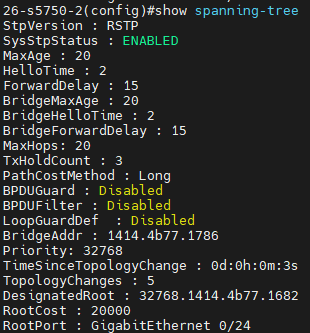 26-s5750-2(config)#show spanning-tree
StpVersion : RSTP
SysStpStatus : ENABLED
MaxAge : 20
HelloTime : 2
ForwardDelay : 15
BridgeMaxAge : 20
BridgeHelloTime : 2
BridgeForwardDelay : 15
MaxHops: 20
TxHoldCount : 3
PathCostMethod : Long
BPDUGuard : Disabled
BPDUFilter : Disabled
LoopGuardDef  : Disabled
BridgeAddr : 1414.4b77.1786
Priority: 32768
TimeSinceTopologyChange : 0d:0h:0m:3s
TopologyChanges : 5
DesignatedRoot : 32768.1414.4b77.1682
RootCost : 20000
RootPort : GigabitEthernet 0/24